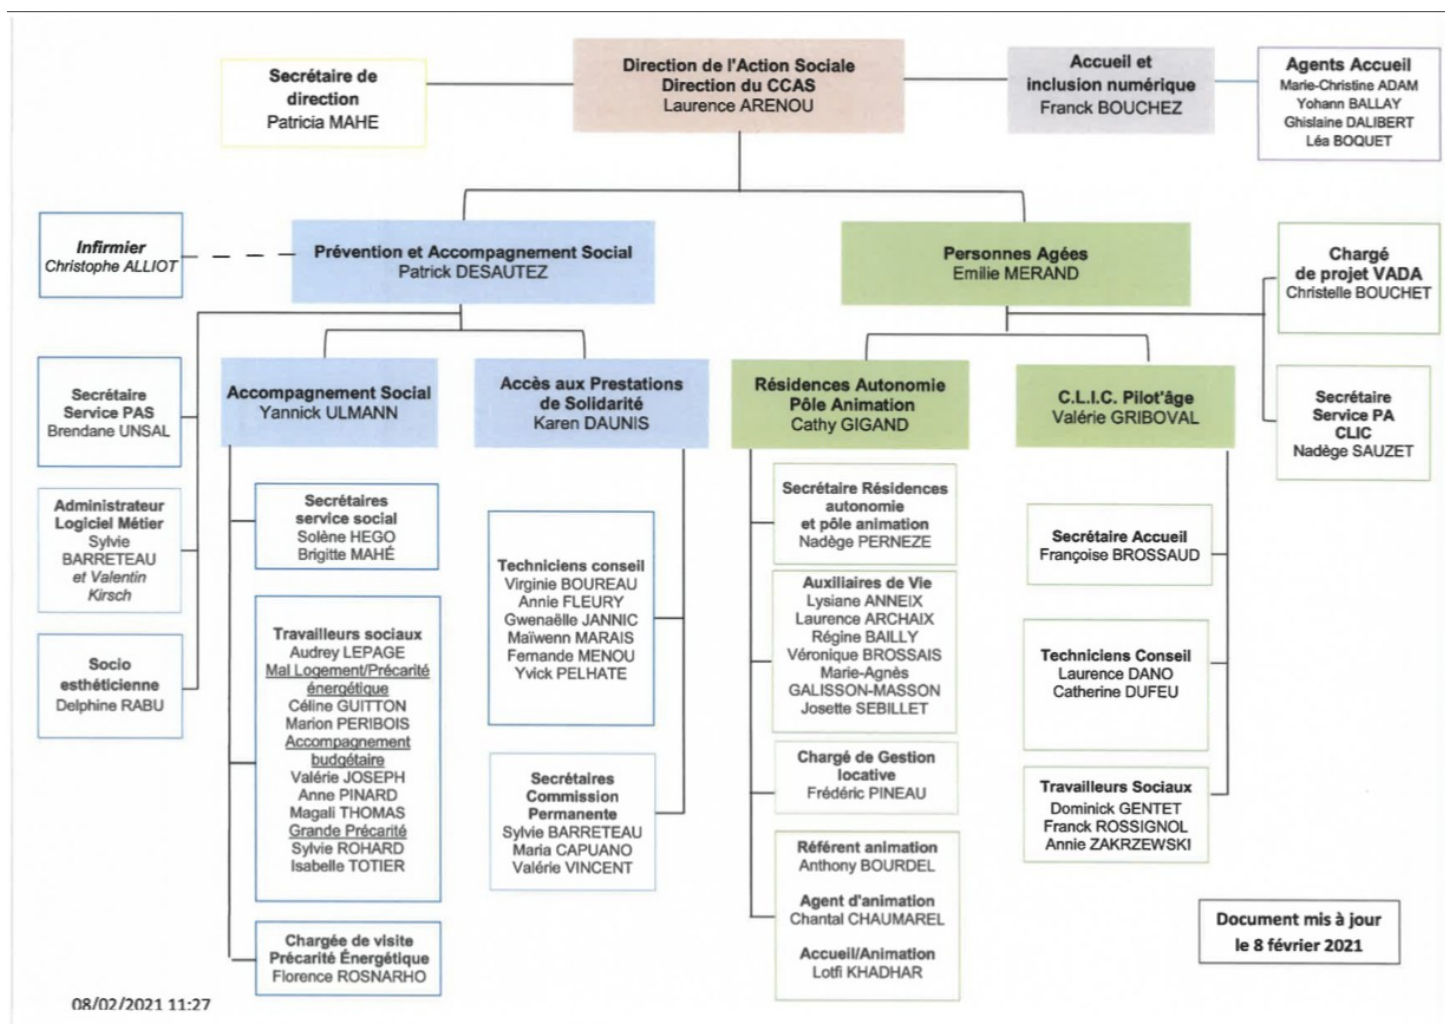 Secrétaire de
direction
Patricia MAHE
Direction de l'Action Sociale
Direction du CCAS
Laurence ARENOU
Accueil et
inclusion numérique
Franck BOUCHEZ
Agents Accueil
Marie-Christine ADAM
Yohann BALLAY
Ghislaine DALIBERT
Léa BOQUET
Infirmier
Christophe ALLIOT
Prévention et Accompagnement Social
Patrick DESAUTEZ
Personnes Agées
Emilie MERAND
Chargé
de projet VADA
Christelle BOUCHET
Secrétaire
Service PAS
Brendane UNSAL
Accompagnement Social
Yannick ULMANN
Accès aux Prestations
de Solidarité
Karen DAUNIS
Résidences Autonomie
Pôle Animation
Cathy GIGAND
C.L.I.C. Pilot'âge
Valérie GRIBOVAL
Secrétaire
Service PA
CLIC
Nadège SAUZET
Administrateur
Logiciel Métier
Sylvie
BARRETEAU
et Valentin
Kirsch
Socio
esthéticienne
Delphine RABU
Secrétaires
service social
Solène HEGO
Brigitte MAHÉ
Travailleurs sociaux
Audrey LEPAGE
Mal Logement/Précarité
énergétique
Céline GUITTON
Marion PERIBOIS
Accompagnement
budgétaire
Valérie JOSEPH
Anne PINARD
Magali THOMAS
Grande Précarité
Sylvie ROHARD
Isabelle TOTIER
Chargée de visite
Précarité Énergétique
Florence ROSNARHO
Techniciens conseil
Virginie BOUREAU
Annie FLEURY
Gwenaëlle JANNIC
Maïwenn MARAIS
Fernande MENOU
Yvick PELHATE
Secrétaires
Commission
Permanente
Sylvie BARRETEAU
Maria CAPUANO
Valérie VINCENT
Secrétaire Résidences
autonomie
et pôle animation
Nadège PERNEZE
Auxiliaires de Vie
Lysiane ANNEIX
Laurence ARCHAIX
Régine BAILLY
Véronique BROSSAIS
Marie-Agnès
GALISSON-MASSON
Josette SEBILLET
Chargé de Gestion
locative
Frédéric PINEAU
Référent animation
Anthony BOURDEL
Agent d'animation
Chantal CHAUMAREL
Accueil/Animation
Lotfi KHADHAR
Secrétaire Accueil
Françoise BROSSAUD
Techniciens Conseil
Laurence DANO
Catherine DUFEU
Travailleurs Sociaux
Dominick GENTET
Franck ROSSIGNOL
Annie ZAKRZEWSKI
Document mis à jour
le 8 février 2021
08/02/2021 11:27